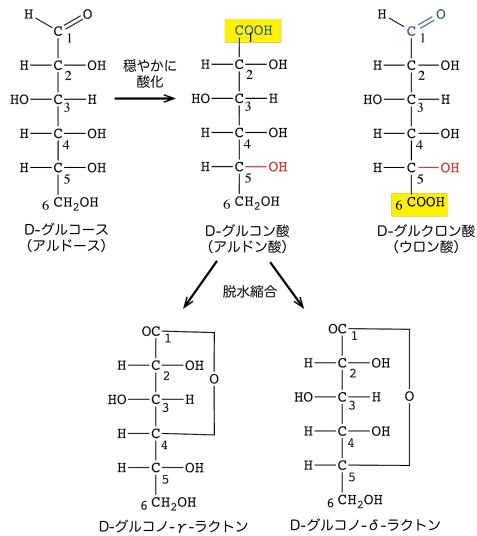 H O
C 1
H C OH
2
HO C H
3
H C OH
4
H C OH
5
6 CH₂OH
D-グルコース
(アルドース)
穏やかに
酸化
COOH
1
H C OH
2
HO C H
3
H C OH
4
H C OH
5
6 CH₂OH
D-グルコン酸
(アルドン酸)
H O
C 1
H C OH
2
HO C H
3
H C OH
4
H C OH
5
6 COOH
D-グルクロン酸
(ウロン酸)
脱水縮合
OC 1
H C OH
2
O
HO C H
3
H C
4
H C OH
5
6 CH₂OH
D-グルコノ-γ-ラクトン
OC 1
H C OH
2
HO C H
3
O
H C OH
4
H C
5
6 CH₂OH
D-グルコノ-δ-ラクトン